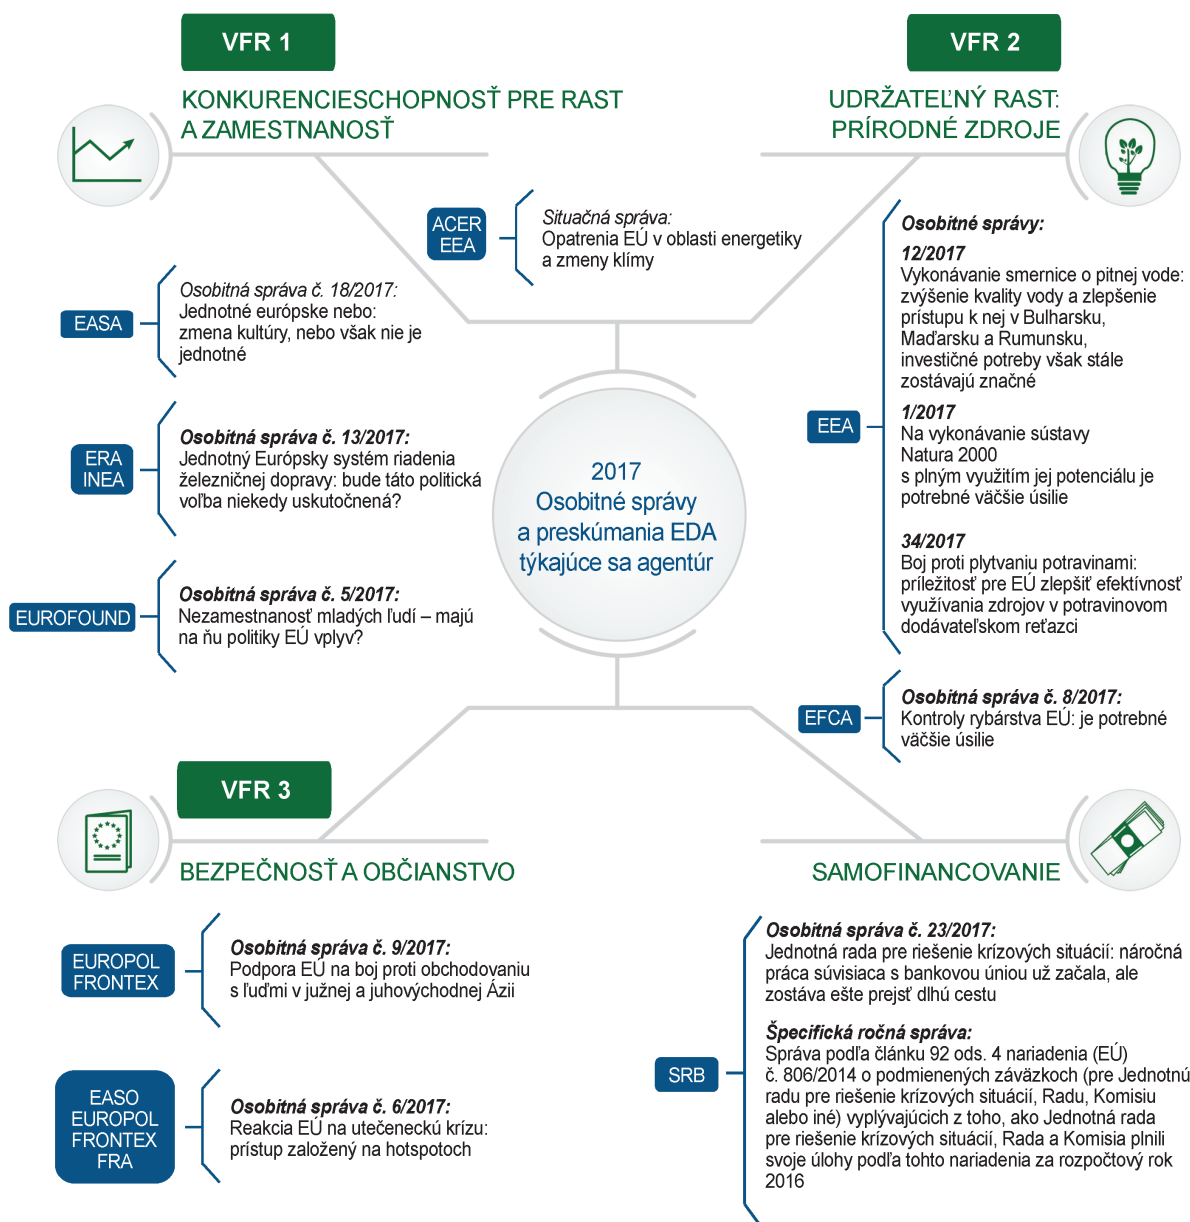 VFR 1
KONKURENCIESCHOPNOSŤ PRE RAST
A ZAMESTNANOSŤ
VFR 2
UDRŽATEĽNÝ RAST:
PRÍRODNÉ ZDROJE
ACER
EEA
Situačná správa:
Opatrenia EÚ v oblasti energetiky
a zmeny klímy
EASA
Osobitná správa č. 18/2017:
Jednotné európske nebo:
zmena kultúry, nebo však nie je
jednotné
ERA
INEA
Osobitná správa č. 13/2017:
Jednotný Európsky systém riadenia
železničnej dopravy: bude táto politická
voľba niekedy uskutočnená?
EUROFOUND
Osobitná správa č. 5/2017:
Nezamestnanosť mladých ľudí – majú
na ňu politiky EÚ vplyv?
2017
Osobitné správy
a preskúmania EDA
týkajúce sa agentúr
EEA
Osobitné správy:
12/2017
Vykonávanie smernice o pitnej vode:
zvýšenie kvality vody a zlepšenie
prístupu k nej v Bulharsku,
Maďarsku a Rumunsku,
investičné potreby však stále
zostávajú značné
1/2017
Na vykonávanie sústavy
Natura 2000
s plným využitím jej potenciálu je
potrebné väčšie úsilie
34/2017
Boj proti plytvaniu potravinami:
príležitosť pre EÚ zlepšiť efektívnosť
využívania zdrojov v potravinovom
dodávateľskom reťazci
EFCA
Osobitná správa č. 8/2017:
Kontroly rybárstva EÚ: je potrebné
väčšie úsilie
VFR 3
BEZPEČNOSŤ A OBČIANSTVO
EUROPOL
FRONTEX
Osobitná správa č. 9/2017:
Podpora EÚ na boj proti obchodovaniu
s ľuďmi v južnej a juhovýchodnej Ázii
EASO
EUROPOL
FRONTEX
FRA
Osobitná správa č. 6/2017:
Reakcia EÚ na utečeneckú krízu:
prístup založený na hotspotoch
SAMOFINANCOVANIE
SRB
Osobitná správa č. 23/2017:
Jednotná rada pre riešenie krízových situácií: náročná
práca súvisiaca s bankovou úniou už začala, ale
zostáva ešte prejsť dlhú cestu
Špecifická ročná správa:
Správa podľa článku 92 ods. 4 nariadenia (EÚ)
č. 806/2014 o podmienených záväzkoch (pre Jednotnú
radu pre riešenie krízových situácií, Radu, Komisiu
alebo iné) vyplývajúcich z toho, ako Jednotná rada
pre riešenie krízových situácií, Rada a Komisia plnili
svoje úlohy podľa tohto nariadenia za rozpočtový rok
2016